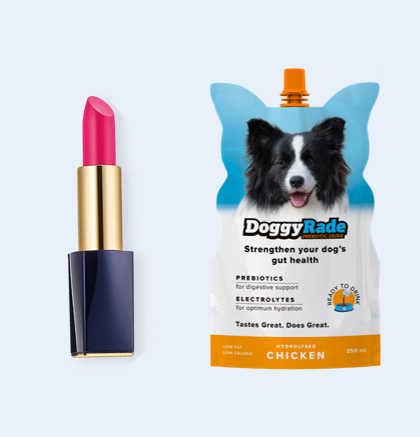 DoggyRade
PREBIOTIC DRINK
Strengthen your dog's
gut health
PREBIOTICS
for digestive support
ELECTROLYTES
for optimum hydration
READY TO DRINK
Tastes Great. Does Great.
LOW FAT
LOW CALORIE
HYDROLYSED
CHICKEN
250 mL